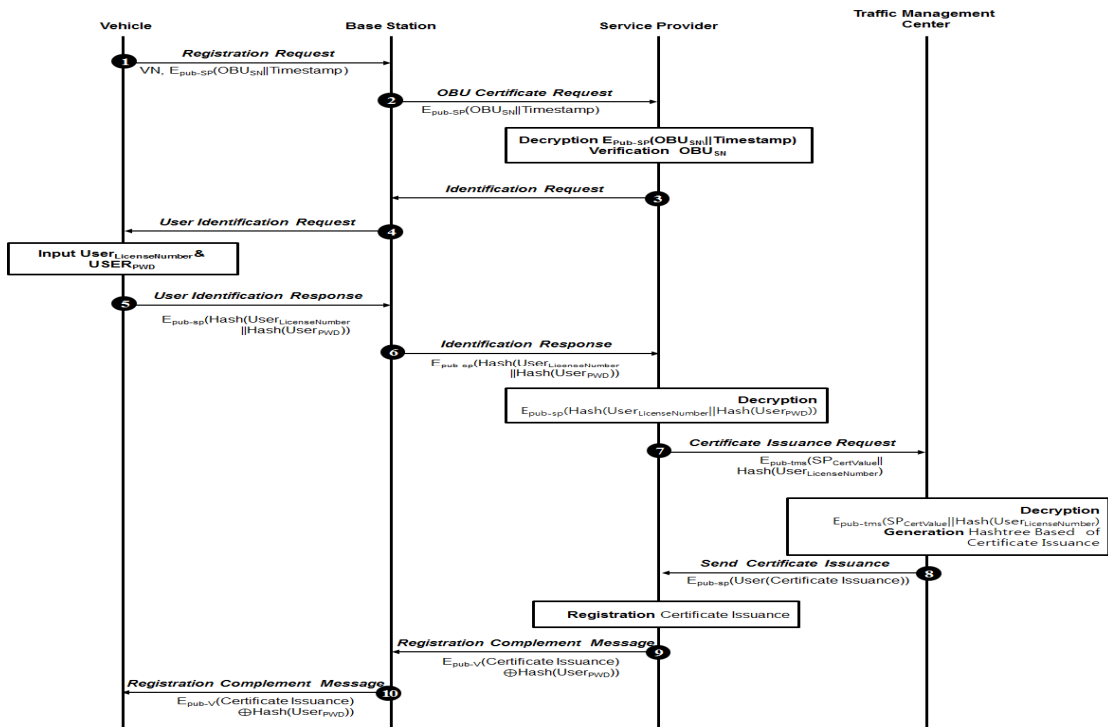 Vehicle
Base Station
Service Provider
Traffic Management
Center
Registration Request
1
VN, Epub-SP(OBUSN||Timestamp)
OBU Certificate Request
2
Epub-SP(OBUSN||Timestamp)
Decryption EPub-SP(OBUSN\||Timestamp)
Verification OBUSN
Identification Request
3
User Identification Request
4
Input UserLicenseNumber&
USERPWD
User Identification Response
5
Epub-sp(Hash(UserLicenseNumber
||Hash(UserPWD))
Identification Response
6
Epub-sp(Hash(UserLicenseNumber
||Hash(UserPWD))
Decryption
Epub-sp(Hash(UserLicenseNumber||Hash(UserPWD))
Certificate Issuance Request
7
Epub-tms(SPCertValue||
Hash(UserLicenseNumber)
Decryption
Epub-tms(SPCertValue||Hash(UserLicenseNumber)
Generation Hashtree Based of
Certificate Issuance
Send Certificate Issuance
8
Epub-sp(User(Certificate Issuance))
Registration Certificate Issuance
Registration Complement Message
9
Epub-V(Certificate Issuance)
⊕Hash(UserPWD))
Registration Complement Message
10
Epub-V(Certificate Issuance)
⊕Hash(UserPWD))